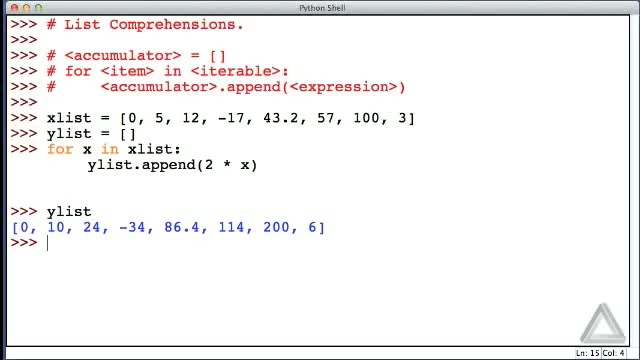 Python Shell
>>> # List Comprehensions.
>>>
>>> # <accumulator> = []
>>> # for <item> in <iterable>:
>>> #     <accumulator>.append(<expression>)
>>>
>>> xlist = [0, 5, 12, -17, 43.2, 57, 100, 3]
>>> ylist = []
>>> for x in xlist:
        ylist.append(2 * x)
>>> ylist
[0, 10, 24, -34, 86.4, 114, 200, 6]
>>>
Ln: 15 Col: 4